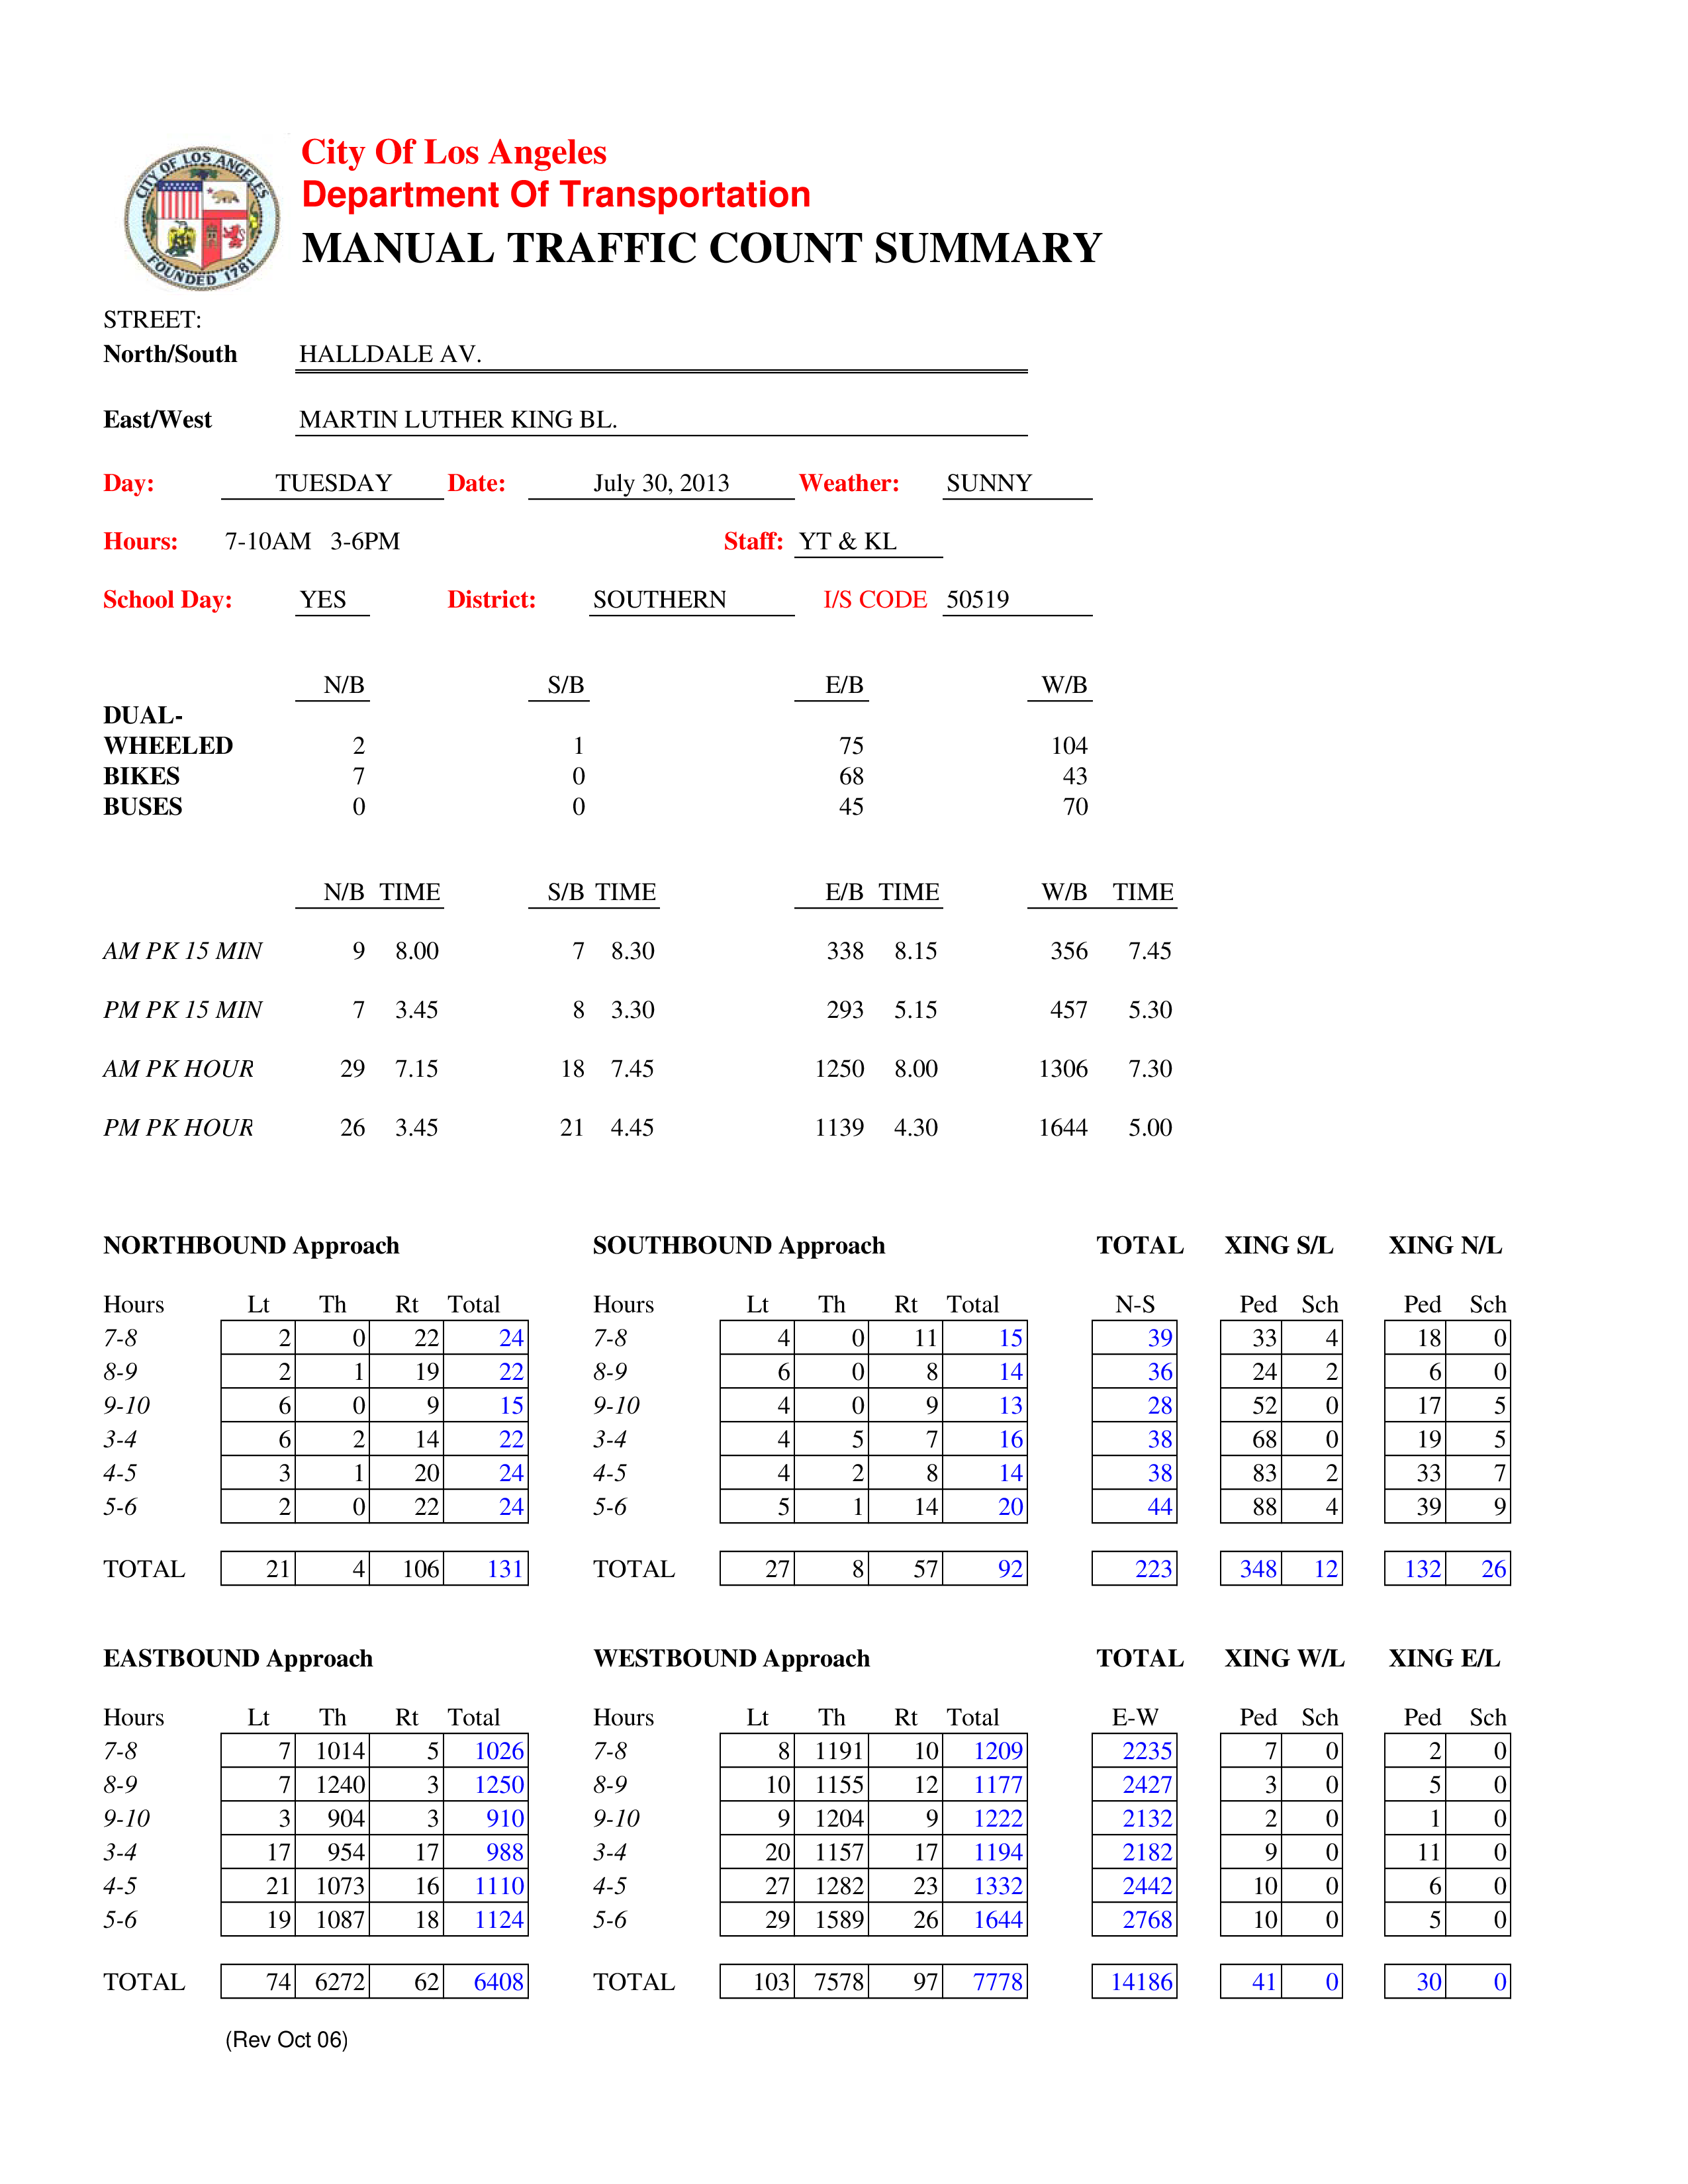 CITY OF LOS ANGELES
FOUNDED 1781
City Of Los Angeles
Department Of Transportation
MANUAL TRAFFIC COUNT SUMMARY
STREET:
North/South HALLDALE AV.
East/West MARTIN LUTHER KING BL.
Day: TUESDAY Date: July 30, 2013 Weather: SUNNY
Hours: 7-10AM 3-6PM Staff: YT & KL
School Day: YES District: SOUTHERN I/S CODE 50519
N/B S/B E/B W/B
DUAL-
WHEELED 2 1 75 104
BIKES 7 0 68 43
BUSES 0 0 45 70
N/B TIME S/B TIME E/B TIME W/B TIME
AM PK 15 MIN 9 8.00 7 8.30 338 8.15 356 7.45
PM PK 15 MIN 7 3.45 8 3.30 293 5.15 457 5.30
AM PK HOUR 29 7.15 18 7.45 1250 8.00 1306 7.30
PM PK HOUR 26 3.45 21 4.45 1139 4.30 1644 5.00
NORTHBOUND Approach SOUTHBOUND Approach TOTAL XING S/L XING N/L
Hours Lt Th Rt Total Hours Lt Th Rt Total N-S Ped Sch Ped Sch
7-8 2 0 22 24 7-8 4 0 11 15 39 33 4 18 0
8-9 2 1 19 22 8-9 6 0 8 14 36 24 2 6 0
9-10 6 0 9 15 9-10 4 0 9 13 28 52 0 17 5
3-4 6 2 14 22 3-4 4 5 7 16 38 68 0 19 5
4-5 3 1 20 24 4-5 4 2 8 14 38 83 2 33 7
5-6 2 0 22 24 5-6 5 1 14 20 44 88 4 39 9
TOTAL 21 4 106 131 TOTAL 27 8 57 92 223 348 12 132 26
EASTBOUND Approach WESTBOUND Approach TOTAL XING W/L XING E/L
Hours Lt Th Rt Total Hours Lt Th Rt Total E-W Ped Sch Ped Sch
7-8 7 1014 5 1026 7-8 8 1191 10 1209 2235 7 0 2 0
8-9 7 1240 3 1250 8-9 10 1155 12 1177 2427 3 0 5 0
9-10 3 904 3 910 9-10 9 1204 9 1222 2132 2 0 1 0
3-4 17 954 17 988 3-4 20 1157 17 1194 2182 9 0 11 0
4-5 21 1073 16 1110 4-5 27 1282 23 1332 2442 10 0 6 0
5-6 19 1087 18 1124 5-6 29 1589 26 1644 2768 10 0 5 0
TOTAL 74 6272 62 6408 TOTAL 103 7578 97 7778 14186 41 0 30 0
(Rev Oct 06)